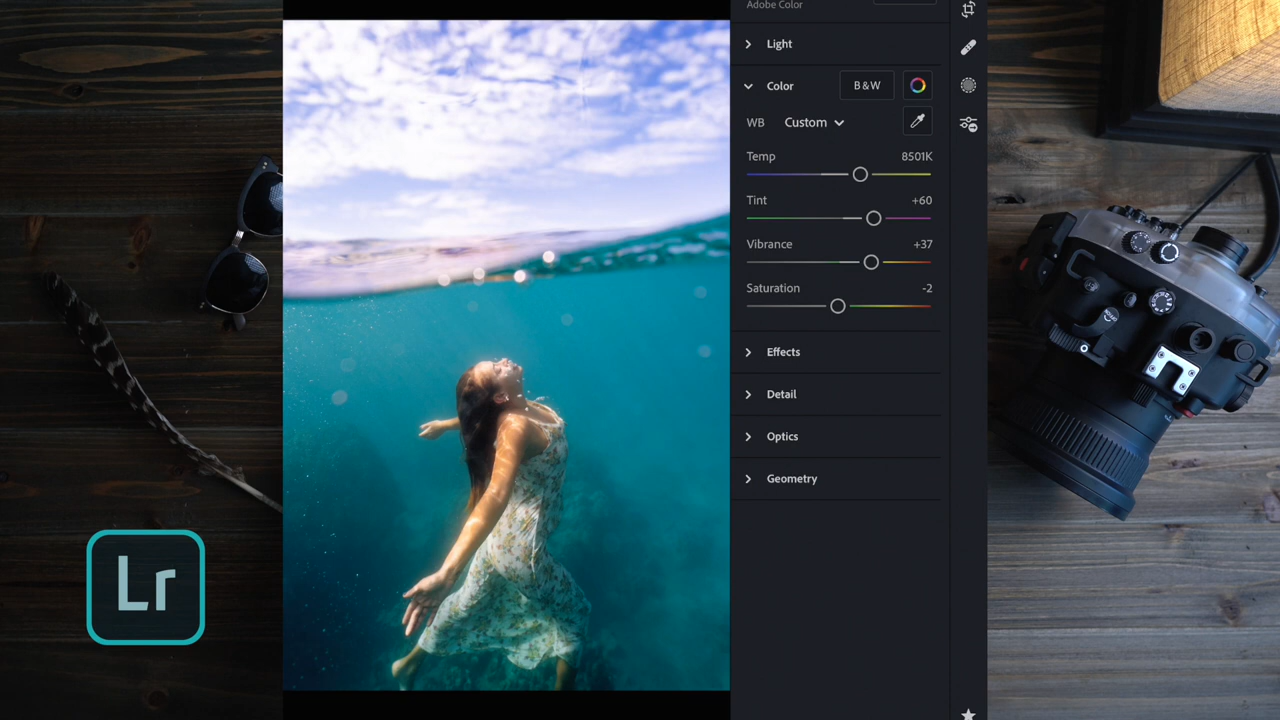 Adobe Color
Light
Color
B&W
WB
Custom
Temp
8501K
Tint
+60
Vibrance
+37
Saturation
-2
Effects
Detail
Optics
Geometry
Lr